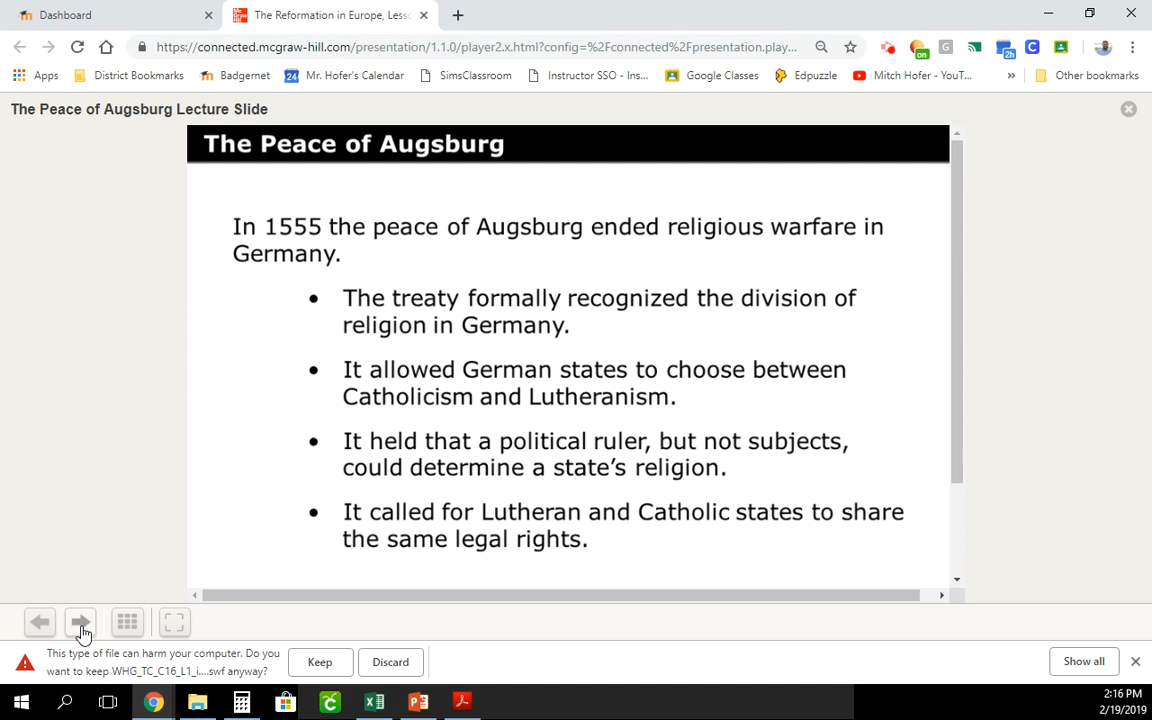 Dashboard
The Reformation in Europe, Less
https://connected.mcgraw-hill.com/presentation/1.1.0/player2.x.html?config=%2Fconnected%2Fpresentation.play...
on
2h
Apps District Bookmarks Badgernet 24 Mr. Hofer's Calendar SimsClassroom Instructor SSO - Ins... Google Classes Edpuzzle Mitch Hofer - YouT... » Other bookmarks
The Peace of Augsburg Lecture Slide
The Peace of Augsburg
In 1555 the peace of Augsburg ended religious warfare in
Germany.
• The treaty formally recognized the division of
religion in Germany.
• It allowed German states to choose between
Catholicism and Lutheranism.
• It held that a political ruler, but not subjects,
could determine a state's religion.
• It called for Lutheran and Catholic states to share
the same legal rights.
This type of file can harm your computer. Do you
want to keep WHG_TC_C16_L1_i....swf anyway?
Keep
Discard
Show all
2:16 PM
2/19/2019